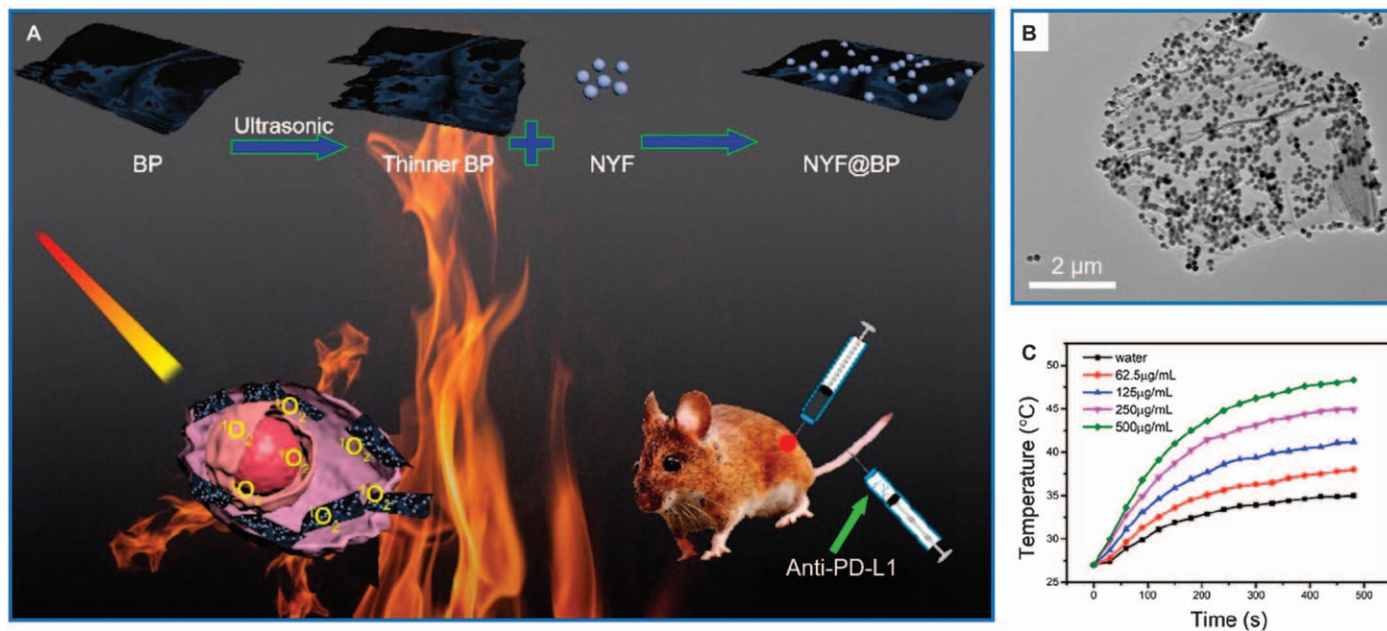 A
Ultrasonic
BP
Thinner BP
NYF
NYF@BP
¹O₂
¹O₂
¹O₂
¹O₂
¹O₂
¹O₂
¹O₂
Anti-PD-L1
B
2 μm
C
water
62.5μg/mL
125μg/mL
250μg/mL
500μg/mL
Temperature (°C)
50
45
40
35
30
25
0
100
200
300
400
500
Time (s)